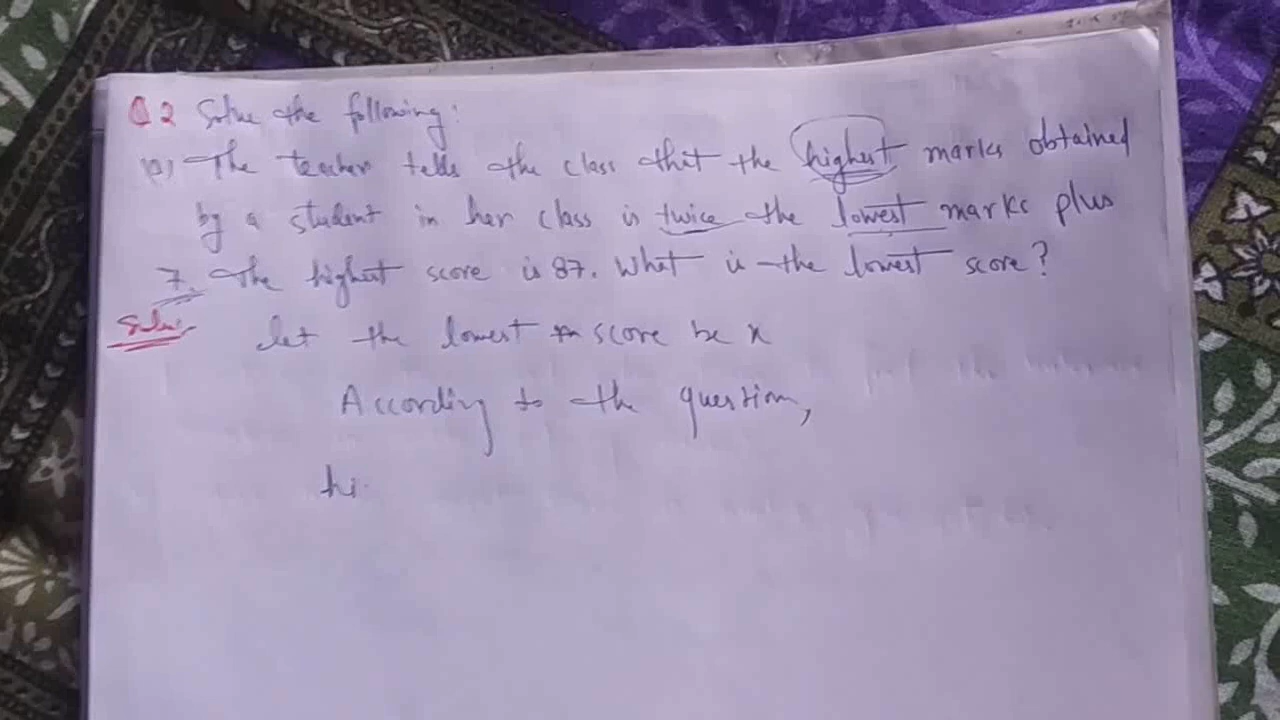 Q2 Solve the following:
(a) The teacher tells the class that the highest marks obtained
by a student in her class is twice the lowest marks plus
7. The highest score is 87. What is the lowest score?
Solu.
let the lowest score be x
According to the question,
hi